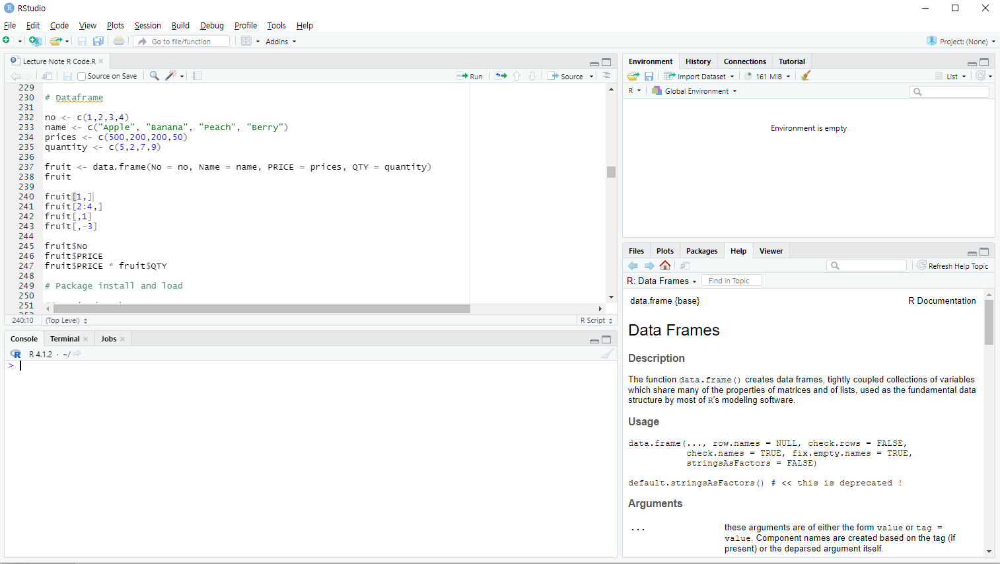 RStudio
File Edit Code View Plots Session Build Debug Profile Tools Help
Go to file/function Addins Project: (None)
Lecture Note R Code.R
Source on Save Run Source
229
230 # Dataframe
231
232 no <- c(1,2,3,4)
233 name <- c("Apple", "Banana", "Peach", "Berry")
234 prices <- c(500,200,200,50)
235 quantity <- c(5,2,7,9)
236
237 fruit <- data.frame(No = no, Name = name, PRICE = prices, QTY = quantity)
238 fruit
239
240 fruit[1,]
241 fruit[2:4,]
242 fruit[,1]
243 fruit[,-3]
244
245 fruit$No
246 fruit$PRICE
247 fruit$PRICE * fruit$QTY
248
249 # Package install and load
250
251
240:10 (Top Level) R Script
Console Terminal Jobs
R 4.1.2 · ~/
>
Environment History Connections Tutorial
Import Dataset 161 MiB List
R Global Environment
Environment is empty
Files Plots Packages Help Viewer
Refresh Help Topic
R: Data Frames Find in Topic
data.frame {base} R Documentation
Data Frames
Description
The function data.frame() creates data frames, tightly coupled collections of variables
which share many of the properties of matrices and of lists, used as the fundamental data
structure by most of R's modeling software.
Usage
data.frame(..., row.names = NULL, check.rows = FALSE,
check.names = TRUE, fix.empty.names = TRUE,
stringsAsFactors = FALSE)
default.stringsAsFactors() # << this is deprecated !
Arguments
... these arguments are of either the form value or tag =
value. Component names are created based on the tag (if
present) or the deparsed argument itself.